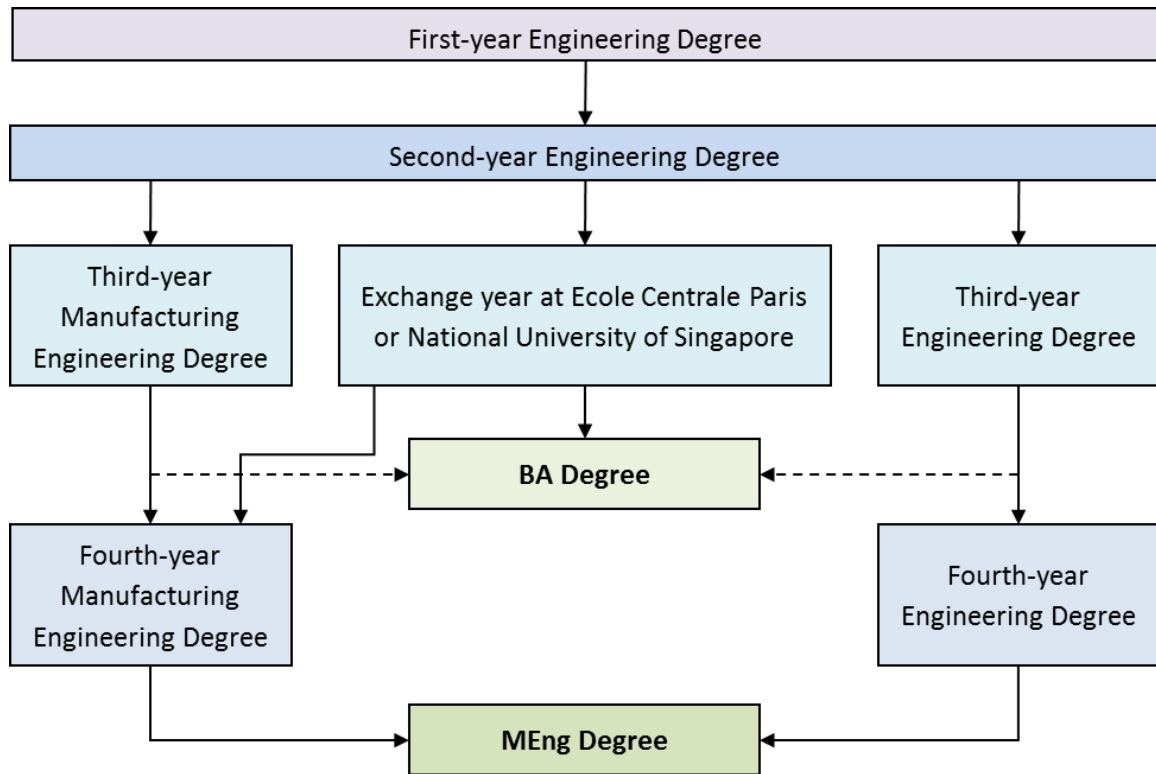 First-year Engineering Degree
Second-year Engineering Degree
Third-year
Manufacturing
Engineering Degree
Exchange year at Ecole Centrale Paris
or National University of Singapore
Third-year
Engineering Degree
BA Degree
Fourth-year
Manufacturing
Engineering Degree
Fourth-year
Engineering Degree
MEng Degree